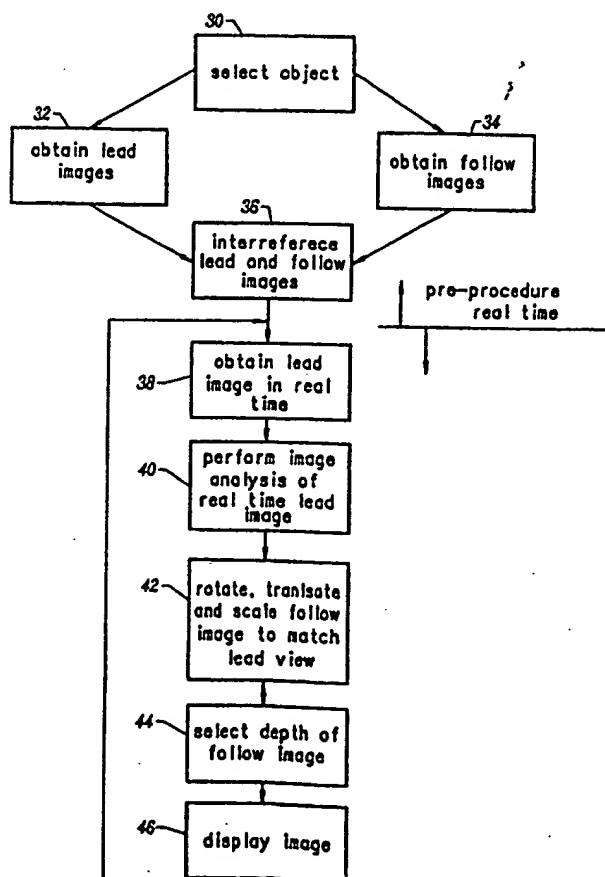 30
select object
32
obtain lead
images
34
obtain follow
images
36
interreferece
lead and follow
images
pre-procedure
real time
38
obtain lead
image in real
time
40
perform image
analysis of
real time lead
image
42
rotate, tranlsate
and scale follow
image to match
lead view
44
select depth of
follow image
46
display image